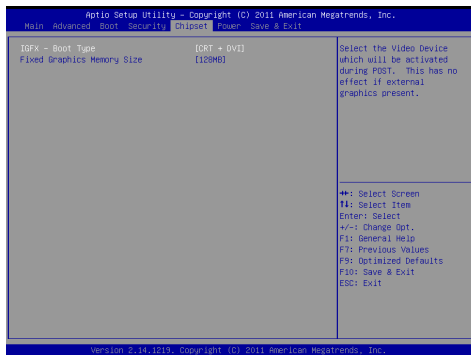 Aptio Setup Utility – Copyright (C) 2011 American Megatrends, Inc.
Main Advanced Boot Security Chipset Power Save & Exit
IGFX – Boot Type [CRT + DVI]
Fixed Graphics Memory Size [128MB]
Select the Video Device
which will be activated
during POST. This has no
effect if external
graphics present.
→←: Select Screen
↑↓: Select Item
Enter: Select
+/-: Change Opt.
F1: General Help
F7: Previous Values
F9: Optimized Defaults
F10: Save & Exit
ESC: Exit
Version 2.14.1219. Copyright (C) 2011 American Megatrends, Inc.